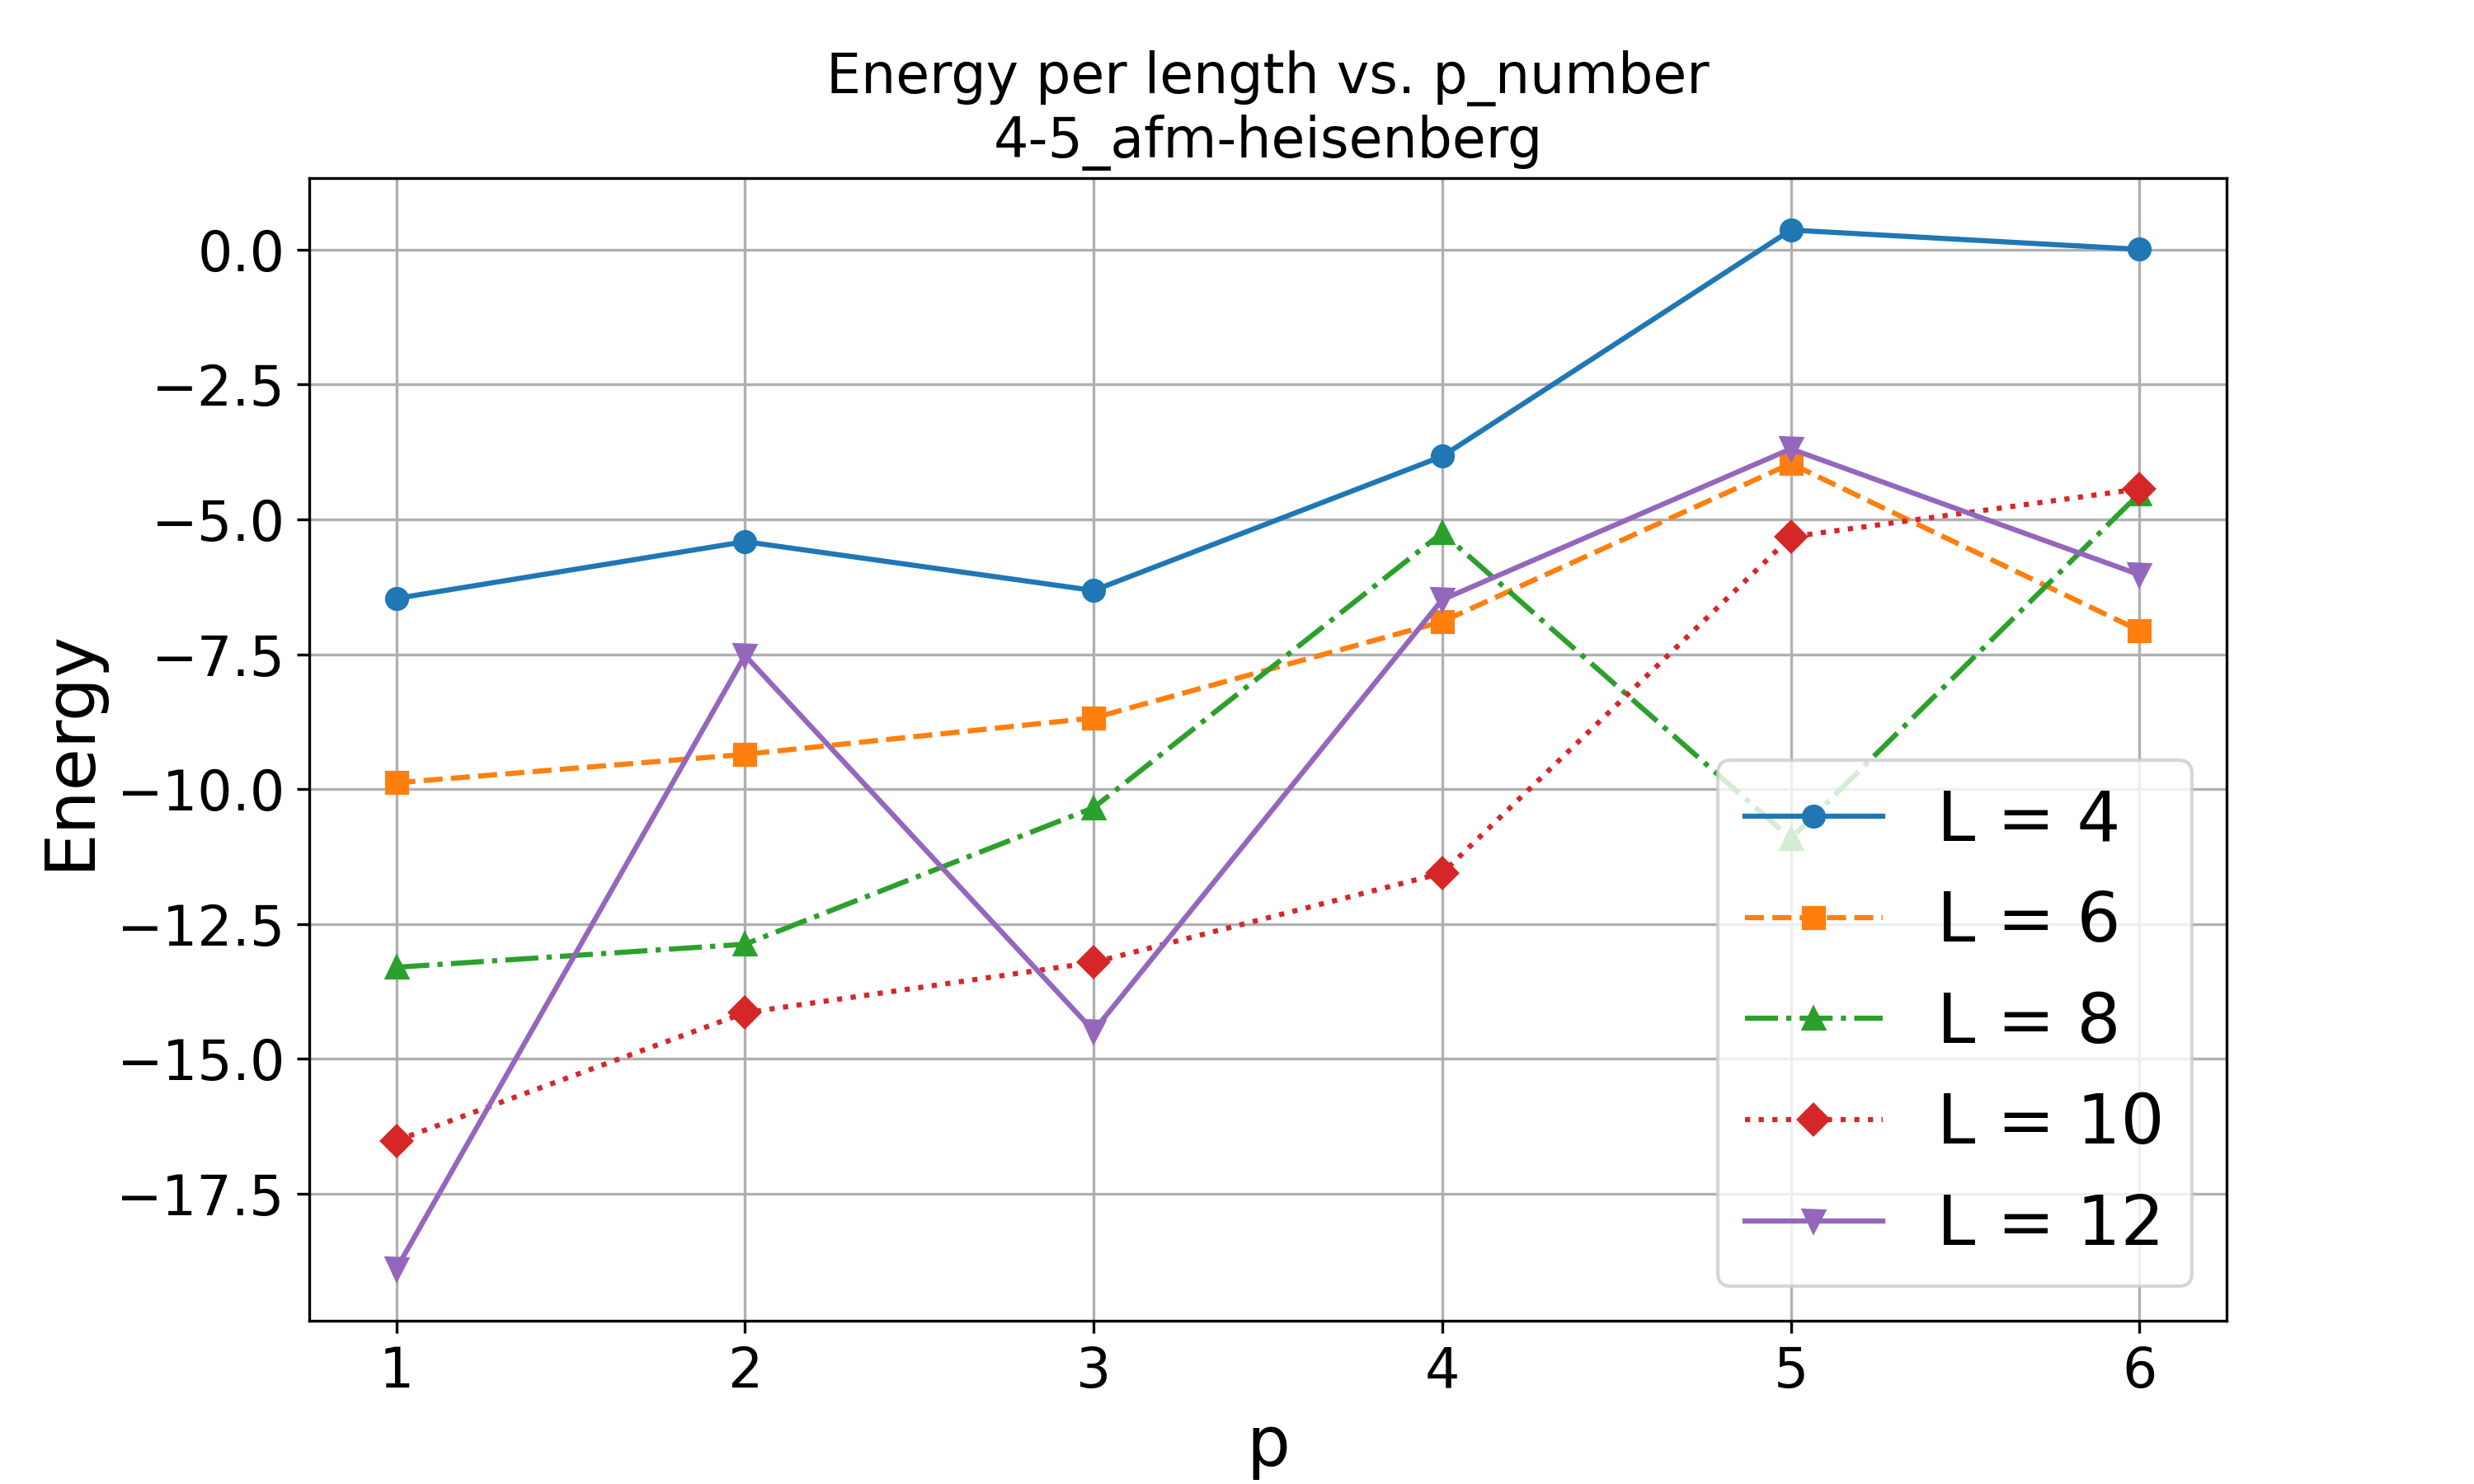 Energy per length vs. p_number
4-5_afm-heisenberg
Energy
0.0
−2.5
−5.0
−7.5
−10.0
−12.5
−15.0
−17.5
L = 4
L = 6
L = 8
L = 10
L = 12
1 2 3 4 5 6
p